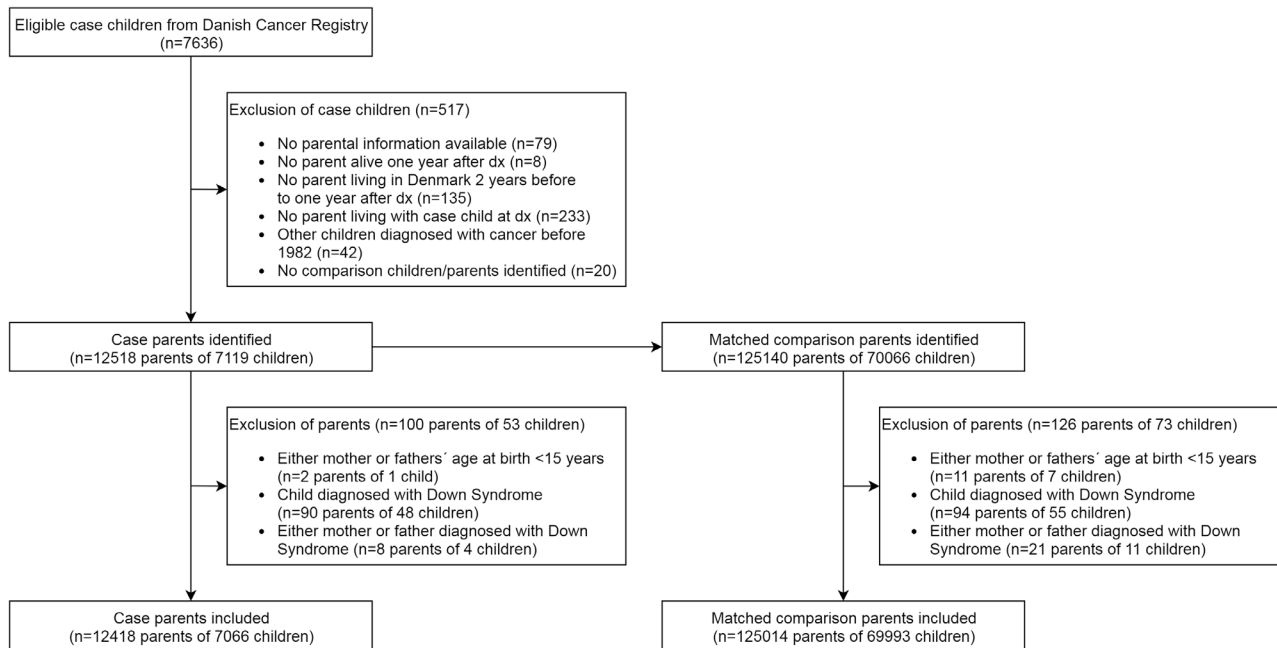 Eligible case children from Danish Cancer Registry
(n=7636)
Exclusion of case children (n=517)
• No parental information available (n=79)
• No parent alive one year after dx (n=8)
• No parent living in Denmark 2 years before
to one year after dx (n=135)
• No parent living with case child at dx (n=233)
• Other children diagnosed with cancer before
1982 (n=42)
• No comparison children/parents identified (n=20)
Case parents identified
(n=12518 parents of 7119 children)
Matched comparison parents identified
(n=125140 parents of 70066 children)
Exclusion of parents (n=100 parents of 53 children)
• Either mother or fathers´ age at birth <15 years
(n=2 parents of 1 child)
• Child diagnosed with Down Syndrome
(n=90 parents of 48 children)
• Either mother or father diagnosed with Down
Syndrome (n=8 parents of 4 children)
Exclusion of parents (n=126 parents of 73 children)
• Either mother or fathers´ age at birth <15 years
(n=11 parents of 7 children)
• Child diagnosed with Down Syndrome
(n=94 parents of 55 children)
• Either mother or father diagnosed with Down
Syndrome (n=21 parents of 11 children)
Case parents included
(n=12418 parents of 7066 children)
Matched comparison parents included
(n=125014 parents of 69993 children)